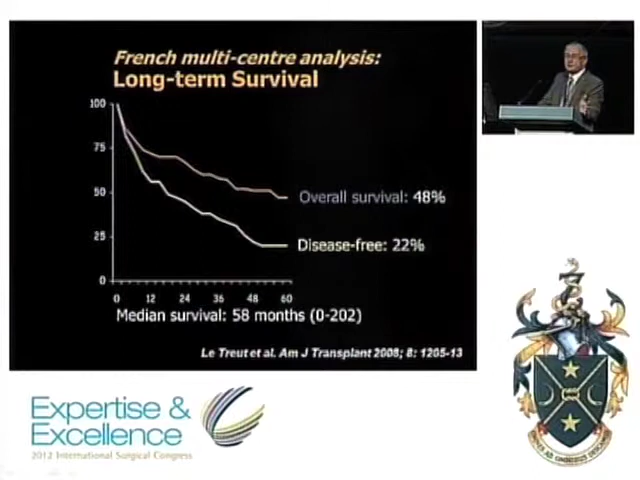 French multi-centre analysis:
Long-term Survival
100
75
50
25
0
0 12 24 36 48 60
Overall survival: 48%
Disease-free: 22%
Median survival: 58 months (0-202)
Le Treut et al. Am J Transplant 2008; 8: 1205-13
Expertise &
Excellence
2012 International Surgical Congress